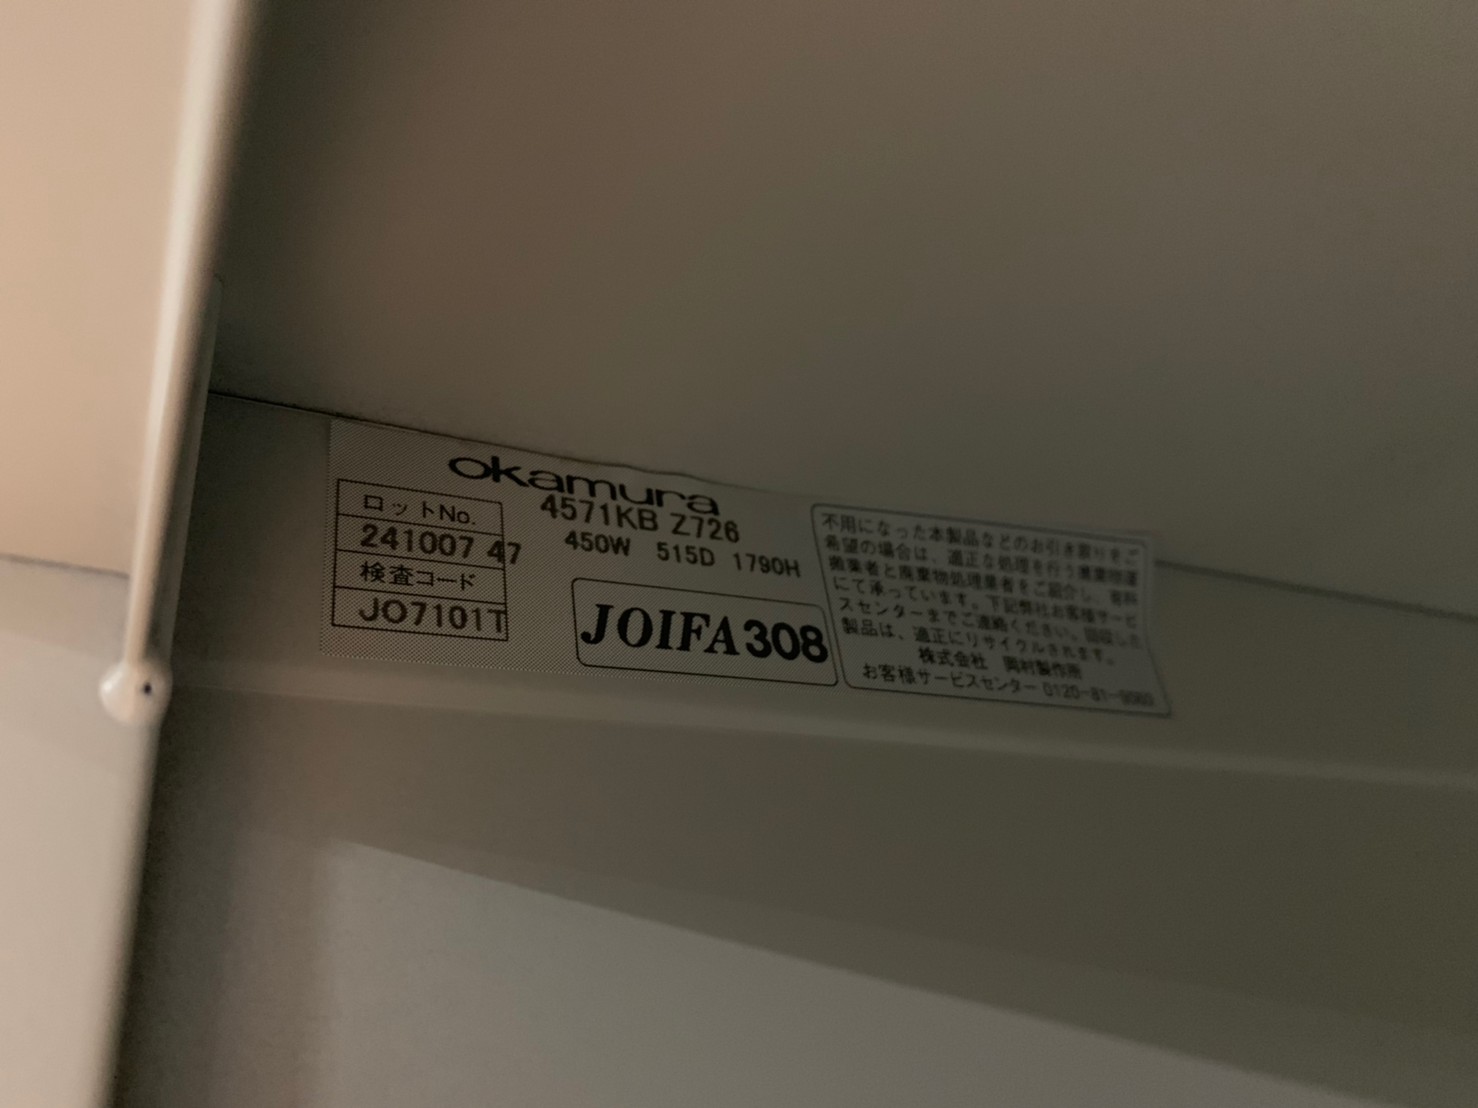 okamura
4571KB Z726
450W 515D 1790H
ロットNo.
241007 47
検査コード
JO7101T
JOIFA308
不用になった本製品などのお引き取りをご
希望の場合は、適正な処理を行う廃棄物運
搬業者と廃棄物処理業者をご紹介し、有料
にて承っています。下記弊社お客様サービ
スセンターまでご連絡ください。回収した
製品は、適正にリサイクルされます。
株式会社 岡村製作所
お客様サービスセンター 0120-81-9060